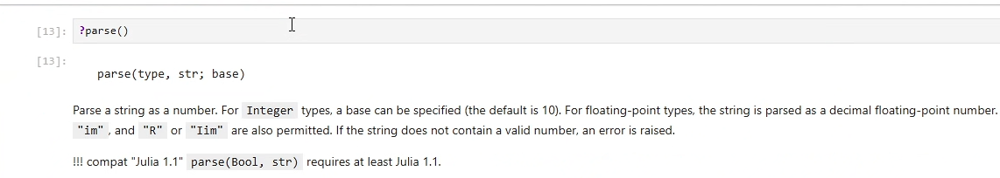 [13]: ?parse()
[13]:
parse(type, str; base)
Parse a string as a number. For Integer types, a base can be specified (the default is 10). For floating-point types, the string is parsed as a decimal floating-point number.
"im" , and "R" or "Iim" are also permitted. If the string does not contain a valid number, an error is raised.
!!! compat "Julia 1.1" parse(Bool, str) requires at least Julia 1.1.